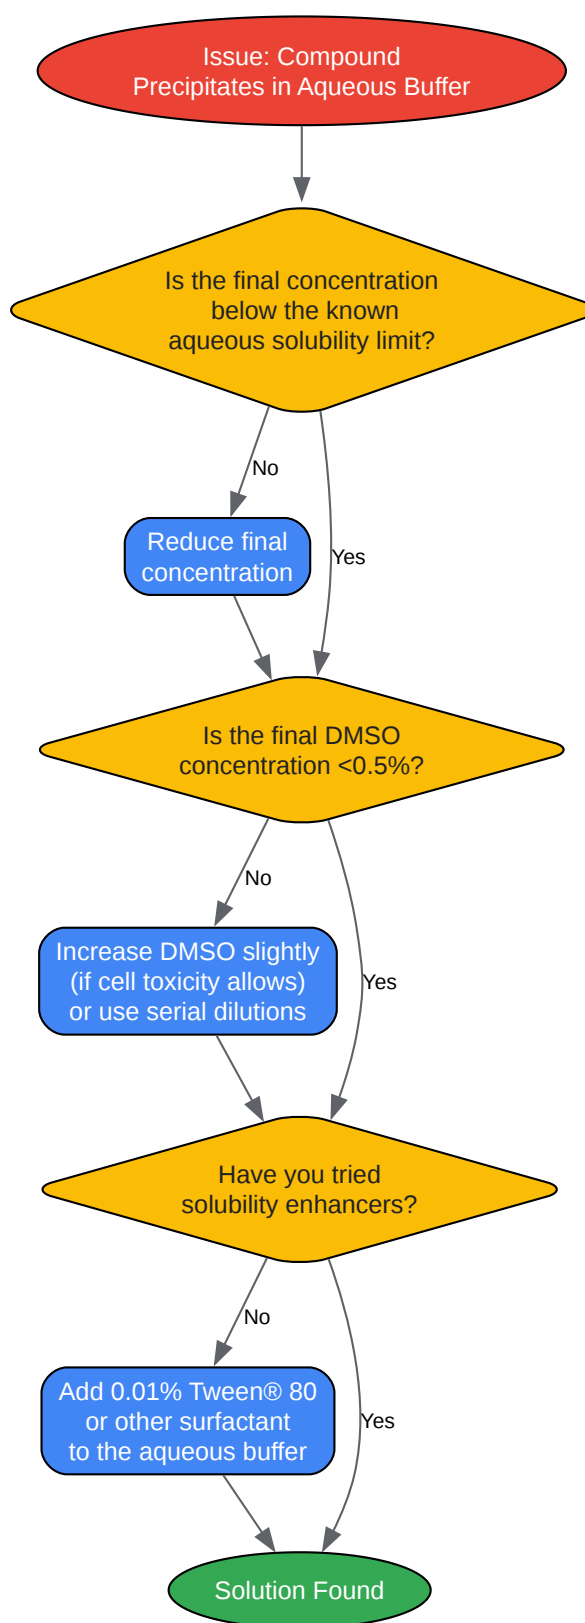 Issue: Compound
Precipitates in Aqueous Buffer
Is the final concentration
below the known
aqueous solubility limit?
No
Reduce final
concentration
Yes
Is the final DMSO
concentration <0.5%?
No
Increase DMSO slightly
(if cell toxicity allows)
or use serial dilutions
Yes
Have you tried
solubility enhancers?
No
Add 0.01% Tween® 80
or other surfactant
to the aqueous buffer
Yes
Solution Found